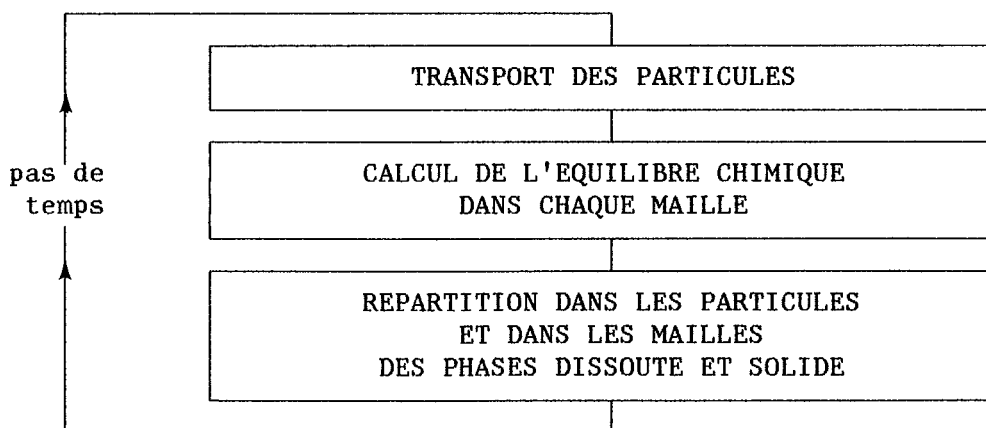 TRANSPORT DES PARTICULES
pas de
temps
CALCUL DE L'EQUILIBRE CHIMIQUE
DANS CHAQUE MAILLE
REPARTITION DANS LES PARTICULES
ET DANS LES MAILLES
DES PHASES DISSOUTE ET SOLIDE